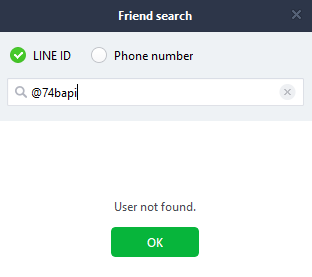 Friend search
LINE ID Phone number
@74bapi
User not found.
OK